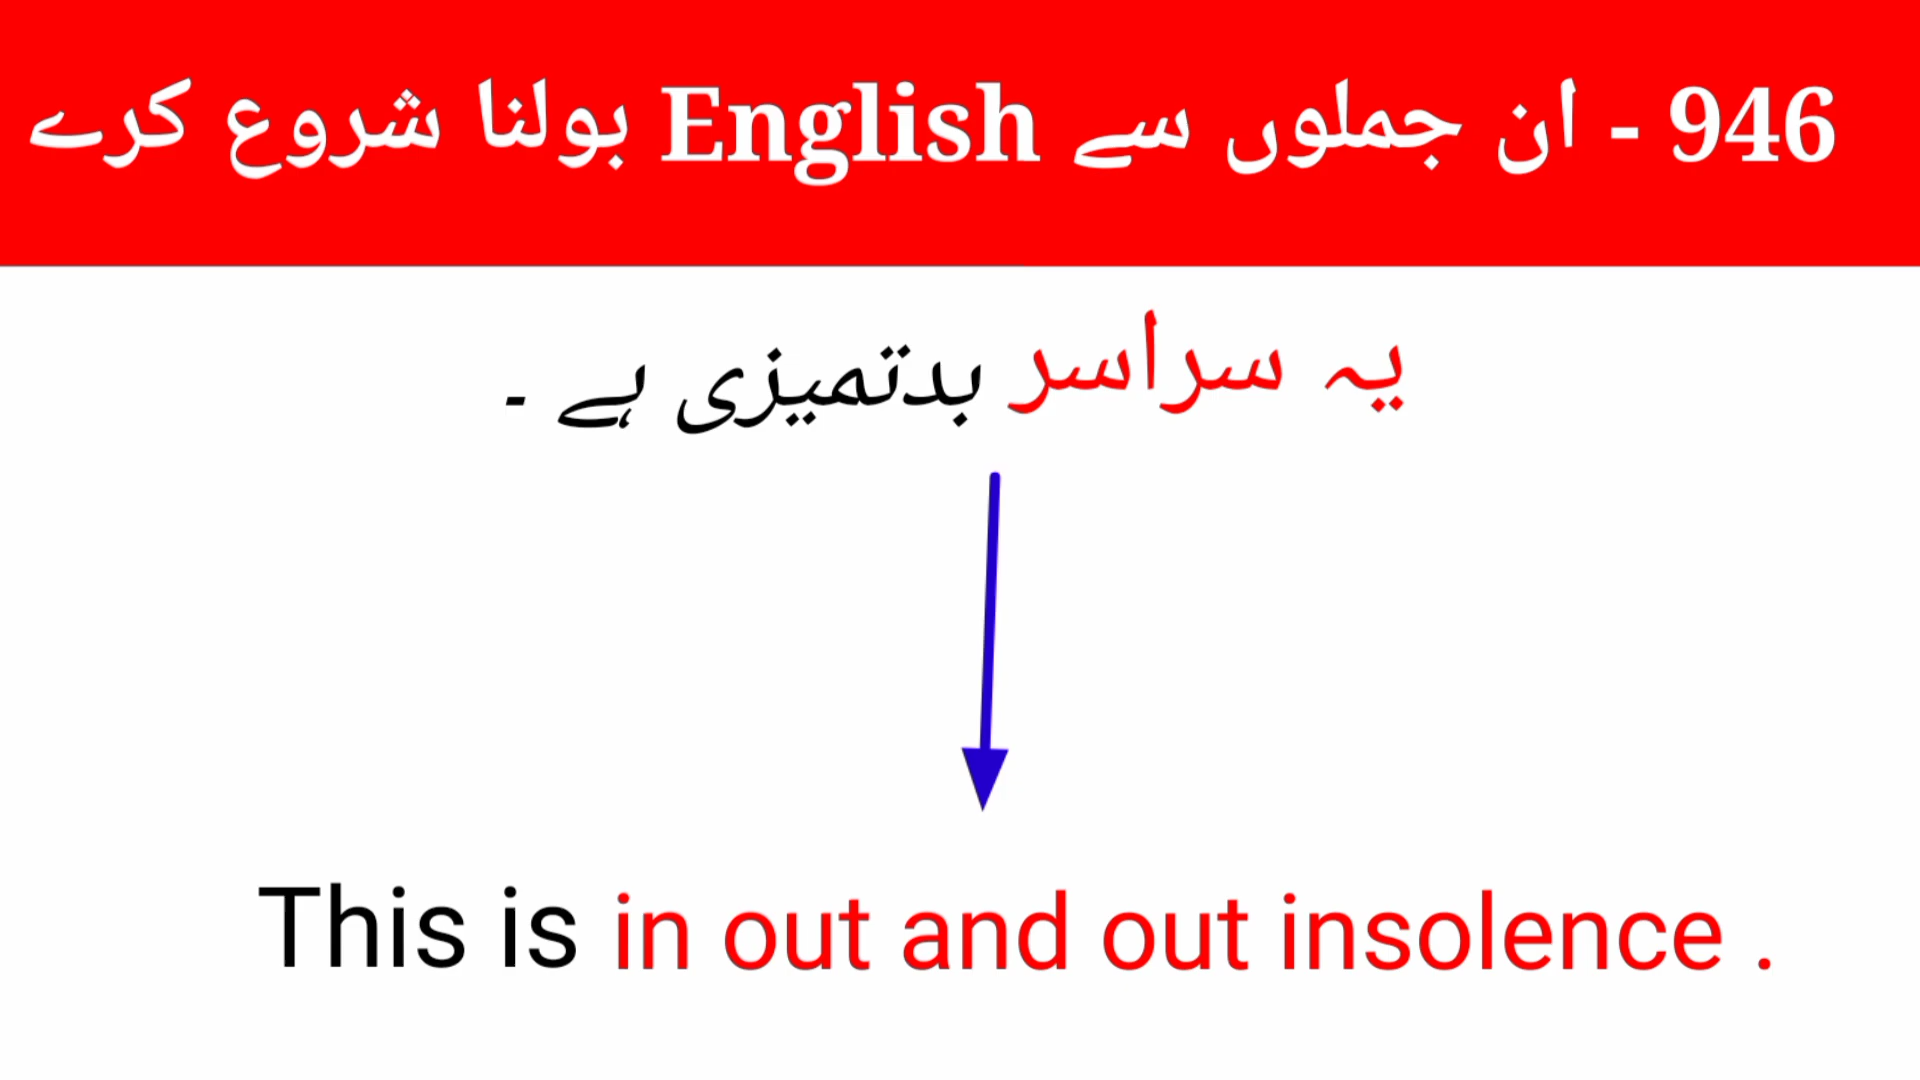 946 - ان جملوں سے English بولنا شروع کرے
یہ سراسر بدتمیزی ہے ۔
This is in out and out insolence .